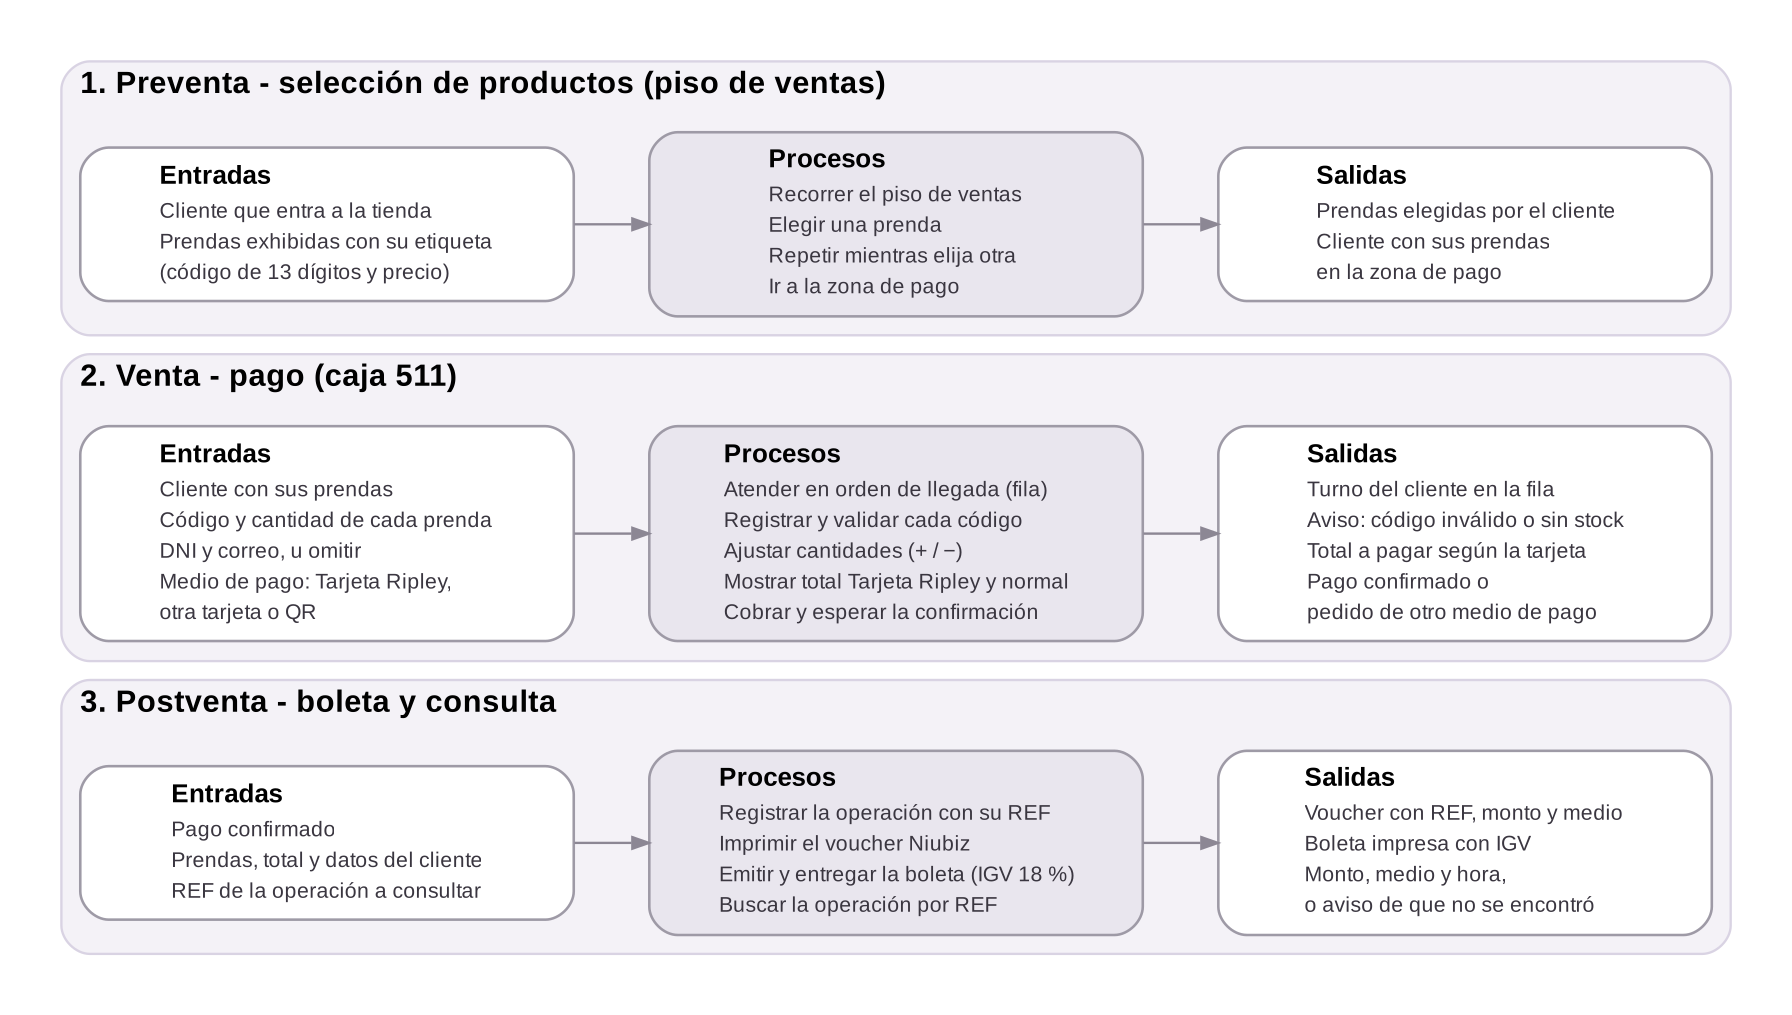 1. Preventa - selección de productos (piso de ventas)
Entradas
Cliente que entra a la tienda
Prendas exhibidas con su etiqueta
(código de 13 dígitos y precio)
Procesos
Recorrer el piso de ventas
Elegir una prenda
Repetir mientras elija otra
Ir a la zona de pago
Salidas
Prendas elegidas por el cliente
Cliente con sus prendas
en la zona de pago
2. Venta - pago (caja 511)
Entradas
Cliente con sus prendas
Código y cantidad de cada prenda
DNI y correo, u omitir
Medio de pago: Tarjeta Ripley,
otra tarjeta o QR
Procesos
Atender en orden de llegada (fila)
Registrar y validar cada código
Ajustar cantidades (+ / −)
Mostrar total Tarjeta Ripley y normal
Cobrar y esperar la confirmación
Salidas
Turno del cliente en la fila
Aviso: código inválido o sin stock
Total a pagar según la tarjeta
Pago confirmado o
pedido de otro medio de pago
3. Postventa - boleta y consulta
Entradas
Pago confirmado
Prendas, total y datos del cliente
REF de la operación a consultar
Procesos
Registrar la operación con su REF
Imprimir el voucher Niubiz
Emitir y entregar la boleta (IGV 18 %)
Buscar la operación por REF
Salidas
Voucher con REF, monto y medio
Boleta impresa con IGV
Monto, medio y hora,
o aviso de que no se encontró